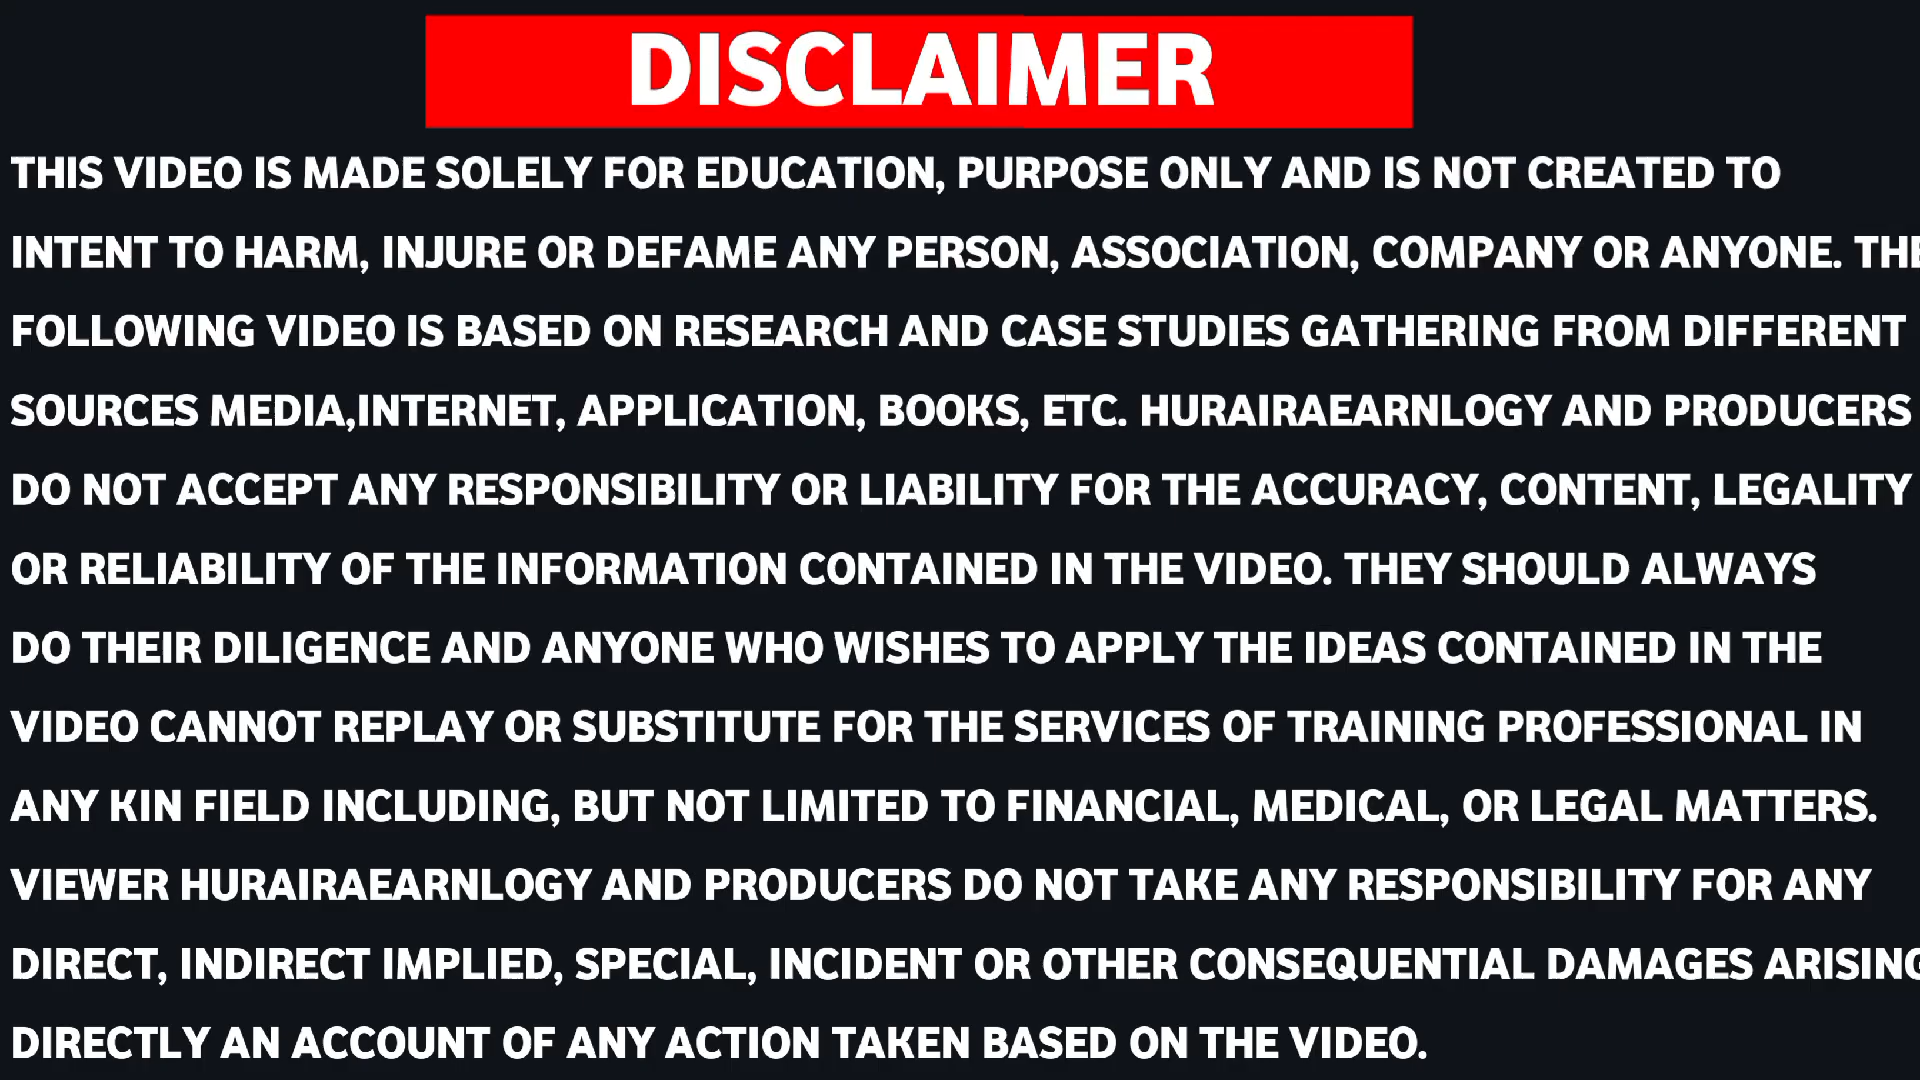 DISCLAIMER
THIS VIDEO IS MADE SOLELY FOR EDUCATION, PURPOSE ONLY AND IS NOT CREATED TO
INTENT TO HARM, INJURE OR DEFAME ANY PERSON, ASSOCIATION, COMPANY OR ANYONE. THE
FOLLOWING VIDEO IS BASED ON RESEARCH AND CASE STUDIES GATHERING FROM DIFFERENT
SOURCES MEDIA,INTERNET, APPLICATION, BOOKS, ETC. HURAIRAEARNLOGY AND PRODUCERS
DO NOT ACCEPT ANY RESPONSIBILITY OR LIABILITY FOR THE ACCURACY, CONTENT, LEGALITY
OR RELIABILITY OF THE INFORMATION CONTAINED IN THE VIDEO. THEY SHOULD ALWAYS
DO THEIR DILIGENCE AND ANYONE WHO WISHES TO APPLY THE IDEAS CONTAINED IN THE
VIDEO CANNOT REPLAY OR SUBSTITUTE FOR THE SERVICES OF TRAINING PROFESSIONAL IN
ANY KIN FIELD INCLUDING, BUT NOT LIMITED TO FINANCIAL, MEDICAL, OR LEGAL MATTERS.
VIEWER HURAIRAEARNLOGY AND PRODUCERS DO NOT TAKE ANY RESPONSIBILITY FOR ANY
DIRECT, INDIRECT IMPLIED, SPECIAL, INCIDENT OR OTHER CONSEQUENTIAL DAMAGES ARISING
DIRECTLY AN ACCOUNT OF ANY ACTION TAKEN BASED ON THE VIDEO.